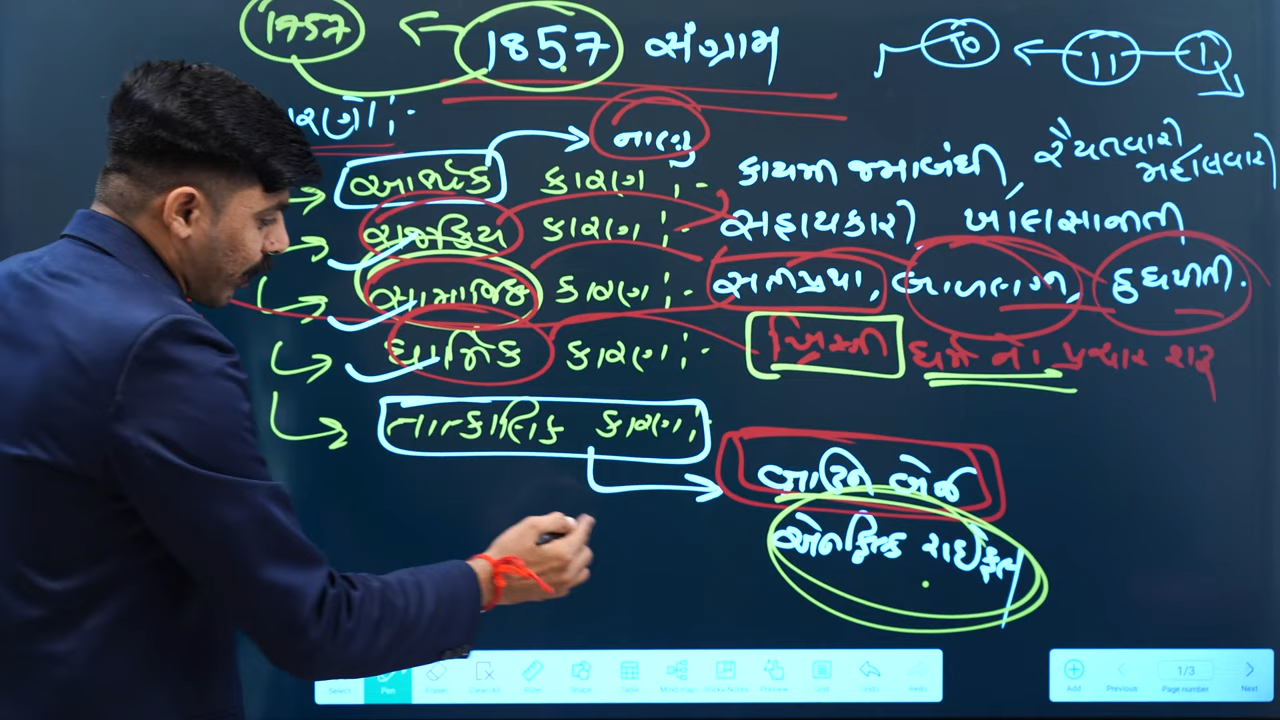 1757 1857 સંગ્રામ
10 11 1
કારણો :-
નાણુ
આર્થિક કારણ :- કાયમી જમાબંધી, રૈયતવારી મહાલવારી
રાજકિય કારણ :- સહાયકારી ખાલસાનીતી
સામાજિક કારણ :- સતીપ્રથા, બાળલગ્ન, દુધપીતી.
ધાર્મિક કારણ :- ખ્રિસ્તી ધર્મ નો પ્રચાર શરૂ
તાત્કાલિક કારણ :
બ્રાઉન બેજ
એનફિલ્ડ રાઈફલ
Select Pen Eraser Clear All Ruler Shape Table Mind map Sticky Notes Preview Grid Undo Redo
Add Previous 1/3 Page number Next